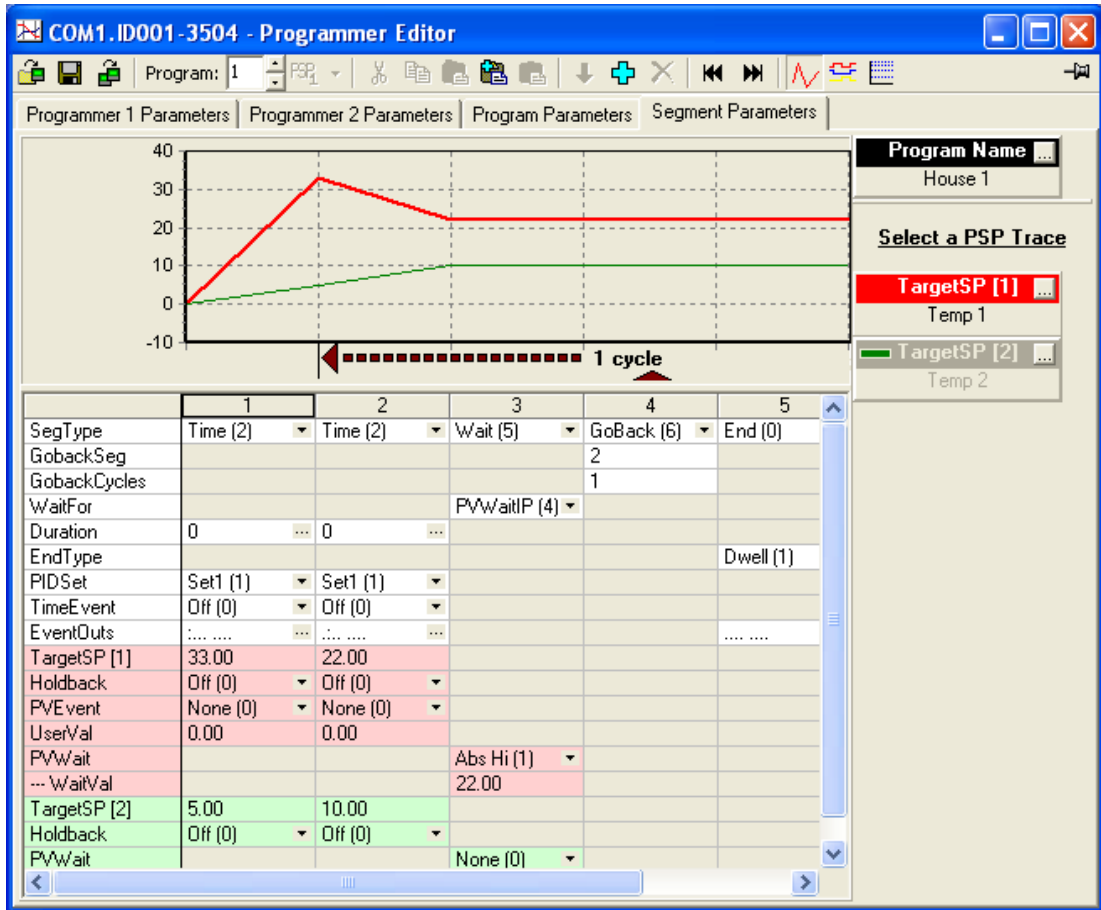 COM1.ID001-3504 - Programmer Editor
Program: 1
Programmer 1 Parameters Programmer 2 Parameters Program Parameters Segment Parameters
40
30
20
10
0
-10
1 cycle
Program Name ...
House 1
Select a PSP Trace
TargetSP [1] ...
Temp 1
TargetSP [2] ...
Temp 2
1 2 3 4 5
SegType Time (2) Time (2) Wait (5) GoBack (6) End (0)
GobackSeg 2
GobackCycles 1
WaitFor PVWaitIP (4)
Duration 0 ... 0 ...
EndType Dwell (1)
PIDSet Set1 (1) Set1 (1)
TimeEvent Off (0) Off (0)
EventOuts :... .... ... .:.. .... ... .... ....
TargetSP [1] 33.00 22.00
Holdback Off (0) Off (0)
PVEvent None (0) None (0)
UserVal 0.00 0.00
PVWait Abs Hi (1)
--- WaitVal 22.00
TargetSP [2] 5.00 10.00
Holdback Off (0) Off (0)
PVWait None (0)